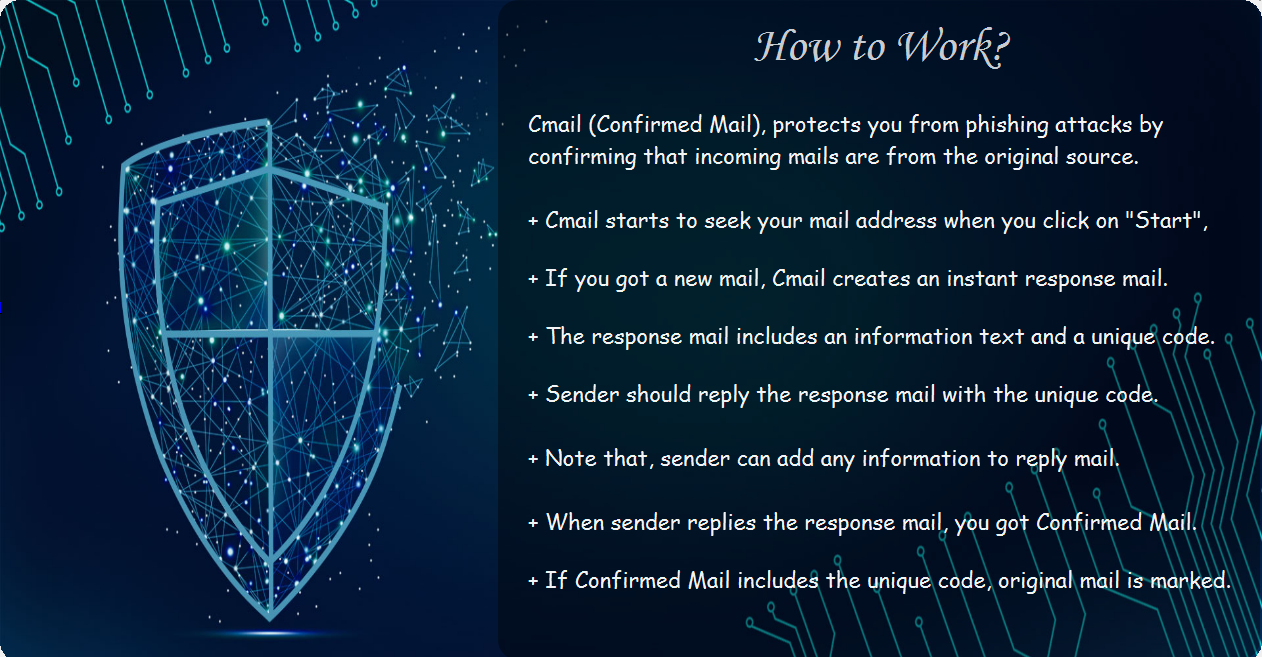 How to Work?
Cmail (Confirmed Mail), protects you from phishing attacks by
confirming that incoming mails are from the original source.
+ Cmail starts to seek your mail address when you click on "Start",
+ If you got a new mail, Cmail creates an instant response mail.
+ The response mail includes an information text and a unique code.
+ Sender should reply the response mail with the unique code.
+ Note that, sender can add any information to reply mail.
+ When sender replies the response mail, you got Confirmed Mail.
+ If Confirmed Mail includes the unique code, original mail is marked.